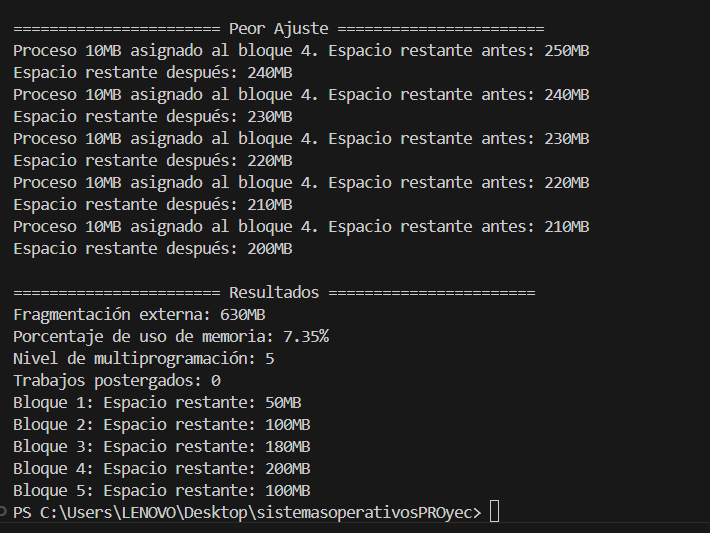 ======================= Peor Ajuste =======================
Proceso 10MB asignado al bloque 4. Espacio restante antes: 250MB
Espacio restante después: 240MB
Proceso 10MB asignado al bloque 4. Espacio restante antes: 240MB
Espacio restante después: 230MB
Proceso 10MB asignado al bloque 4. Espacio restante antes: 230MB
Espacio restante después: 220MB
Proceso 10MB asignado al bloque 4. Espacio restante antes: 220MB
Espacio restante después: 210MB
Proceso 10MB asignado al bloque 4. Espacio restante antes: 210MB
Espacio restante después: 200MB
======================= Resultados =======================
Fragmentación externa: 630MB
Porcentaje de uso de memoria: 7.35%
Nivel de multiprogramación: 5
Trabajos postergados: 0
Bloque 1: Espacio restante: 50MB
Bloque 2: Espacio restante: 100MB
Bloque 3: Espacio restante: 180MB
Bloque 4: Espacio restante: 200MB
Bloque 5: Espacio restante: 100MB
PS C:\Users\LENOVO\Desktop\sistemasoperativosPROyec>